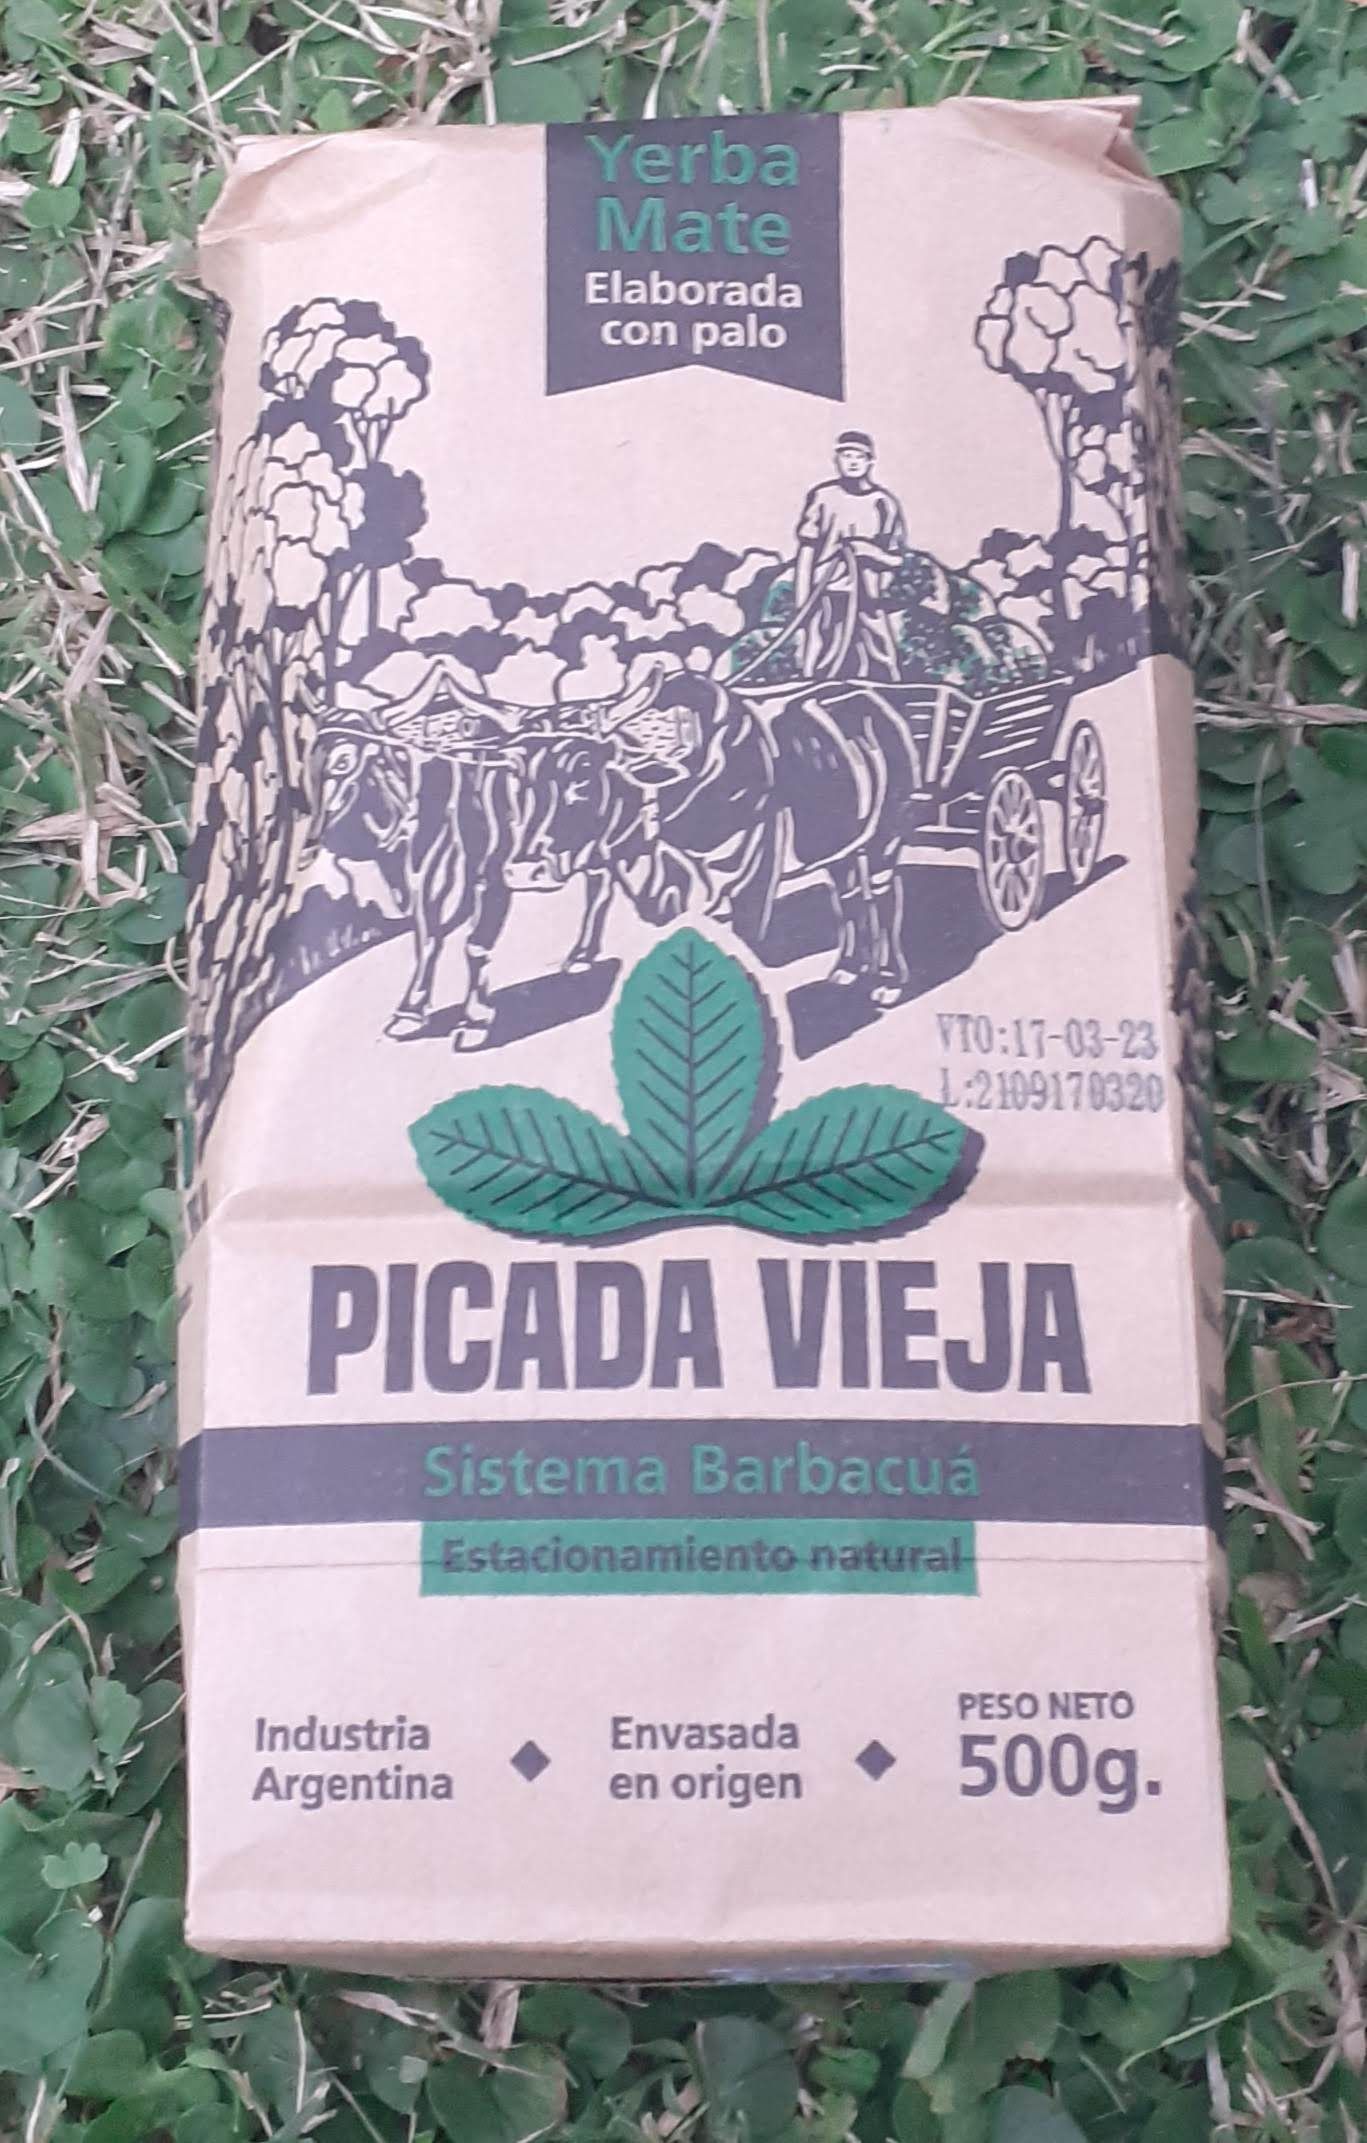 Yerba
Mate
Elaborada
con palo
VTO:17-03-23
L:2109170320
PICADA VIEJA
Sistema Barbacuá
Estacionamiento natural
Industria
Argentina
Envasada
en origen
PESO NETO
500g.